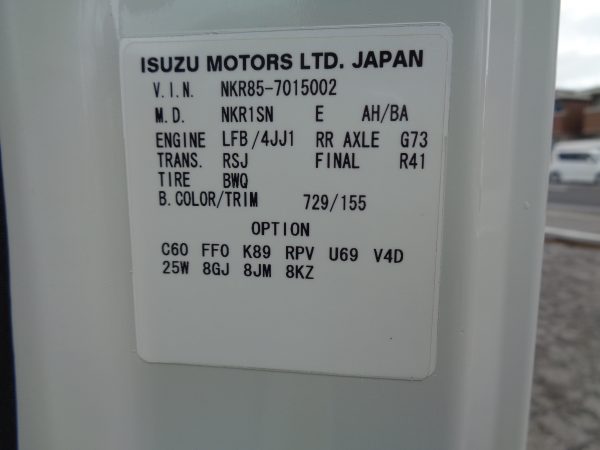 ISUZU MOTORS LTD. JAPAN
V.I.N. NKR85-7015002
M.D. NKR1SN E AH/BA
ENGINE LFB/4JJ1 RR AXLE G73
TRANS. RSJ FINAL R41
TIRE BWQ
B.COLOR/TRIM 729/155
OPTION
C60 FF0 K89 RPV U69 V4D
25W 8GJ 8JM 8KZ